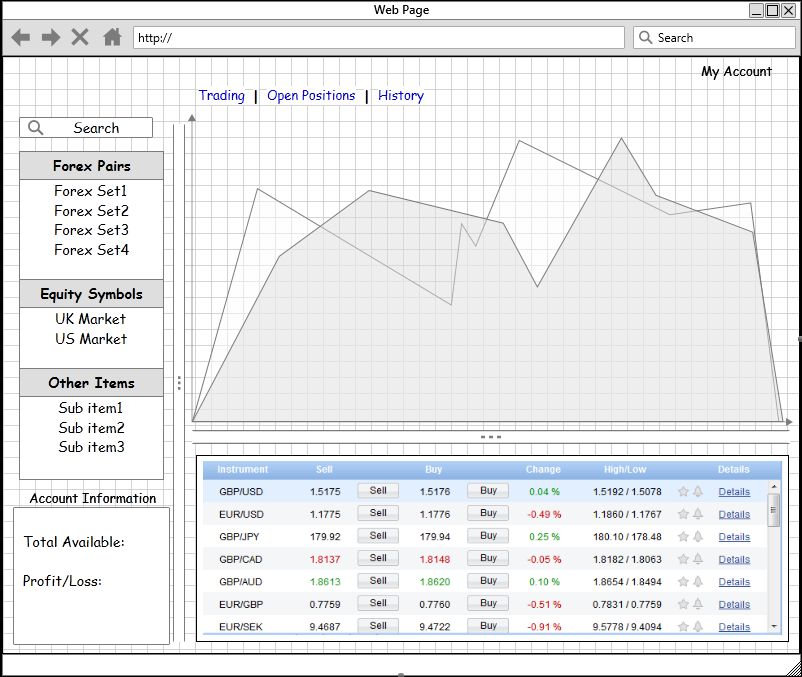 Web Page
http://
Search
My Account
Trading | Open Positions | History
Search
Forex Pairs
Forex Set1
Forex Set2
Forex Set3
Forex Set4
Equity Symbols
UK Market
US Market
Other Items
Sub item1
Sub item2
Sub item3
Account Information
Total Available:
Profit/Loss:
Instrument Sell Buy Change High/Low Details
GBP/USD 1.5175 Sell 1.5176 Buy 0.04 % 1.5192 / 1.5078 Details
EUR/USD 1.1775 Sell 1.1776 Buy -0.49 % 1.1860 / 1.1767 Details
GBP/JPY 179.92 Sell 179.94 Buy 0.25 % 180.10 / 178.48 Details
GBP/CAD 1.8137 Sell 1.8148 Buy -0.05 % 1.8182 / 1.8063 Details
GBP/AUD 1.8613 Sell 1.8620 Buy 0.10 % 1.8654 / 1.8494 Details
EUR/GBP 0.7759 Sell 0.7760 Buy -0.51 % 0.7831 / 0.7759 Details
EUR/SEK 9.4687 Sell 9.4722 Buy -0.91 % 9.5778 / 9.4094 Details